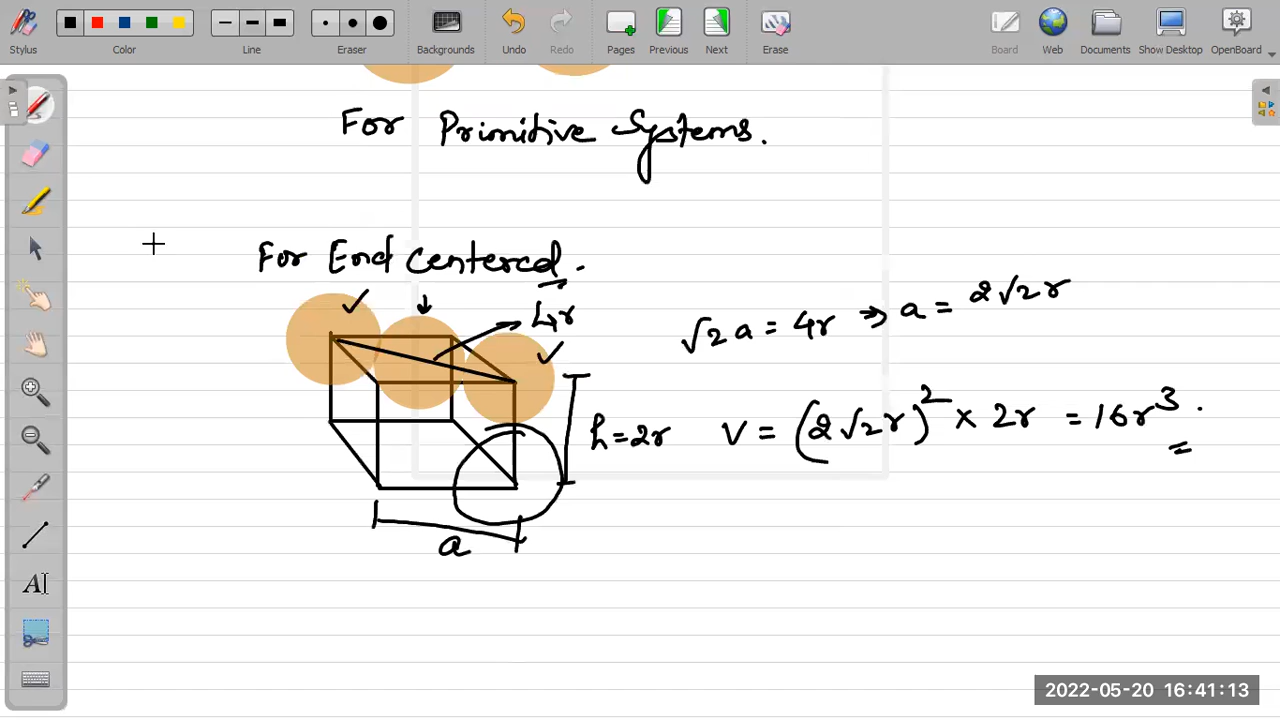 Stylus Color Line Eraser Backgrounds Undo Redo Pages Previous Next Erase Board Web Documents Show Desktop OpenBoard
For Primitive Systems.
For End Centered.
4r
√2 a = 4r ⇒ a = 2√2 r
h = 2r
V = (2√2 r)² × 2r = 16r³.
a
AI
2022-05-20 16:41:13